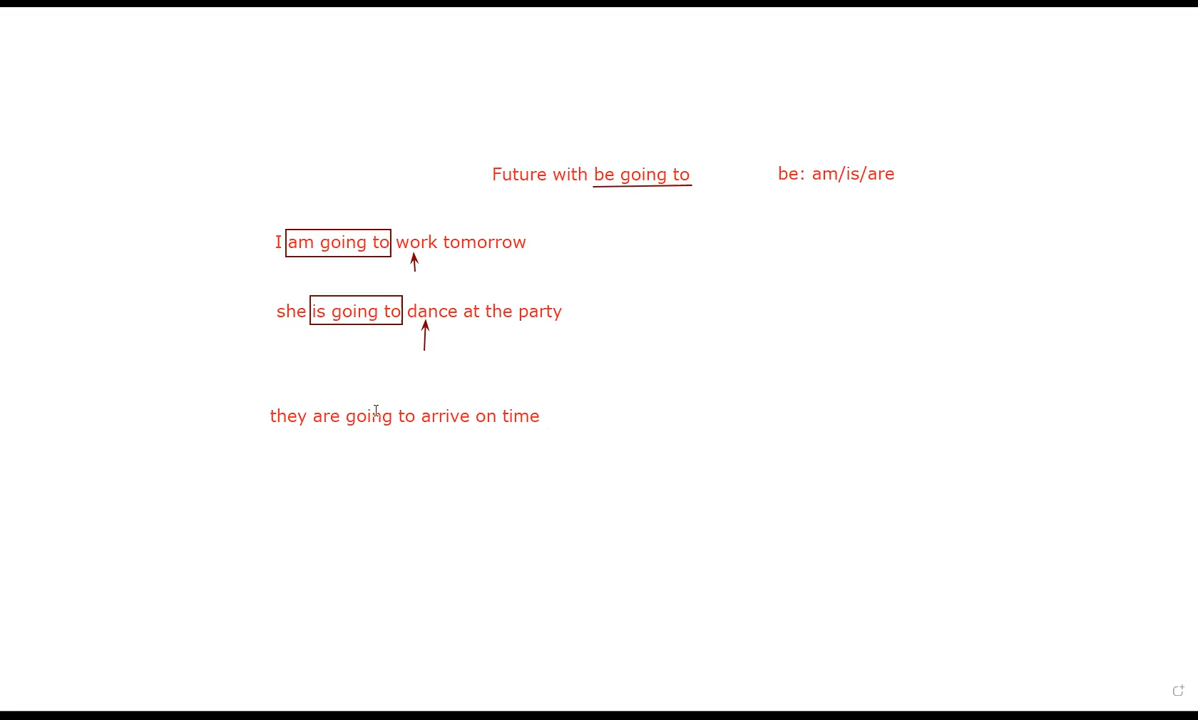 Future with be going to be: am/is/are
I am going to work tomorrow
she is going to dance at the party
they are going to arrive on time